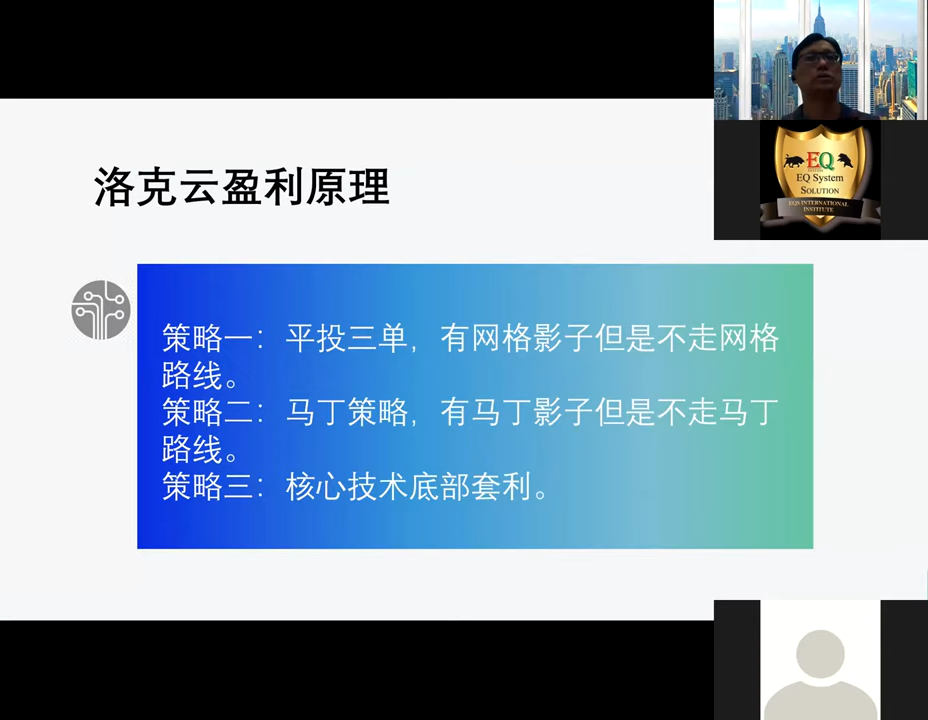 洛克云盈利原理
策略一：平投三单，有网格影子但是不走网格
路线。
策略二：马丁策略，有马丁影子但是不走马丁
路线。
策略三：核心技术底部套利。
EQ
EQ System
SOLUTION
EQS INTERNATIONAL
INSTITUTE